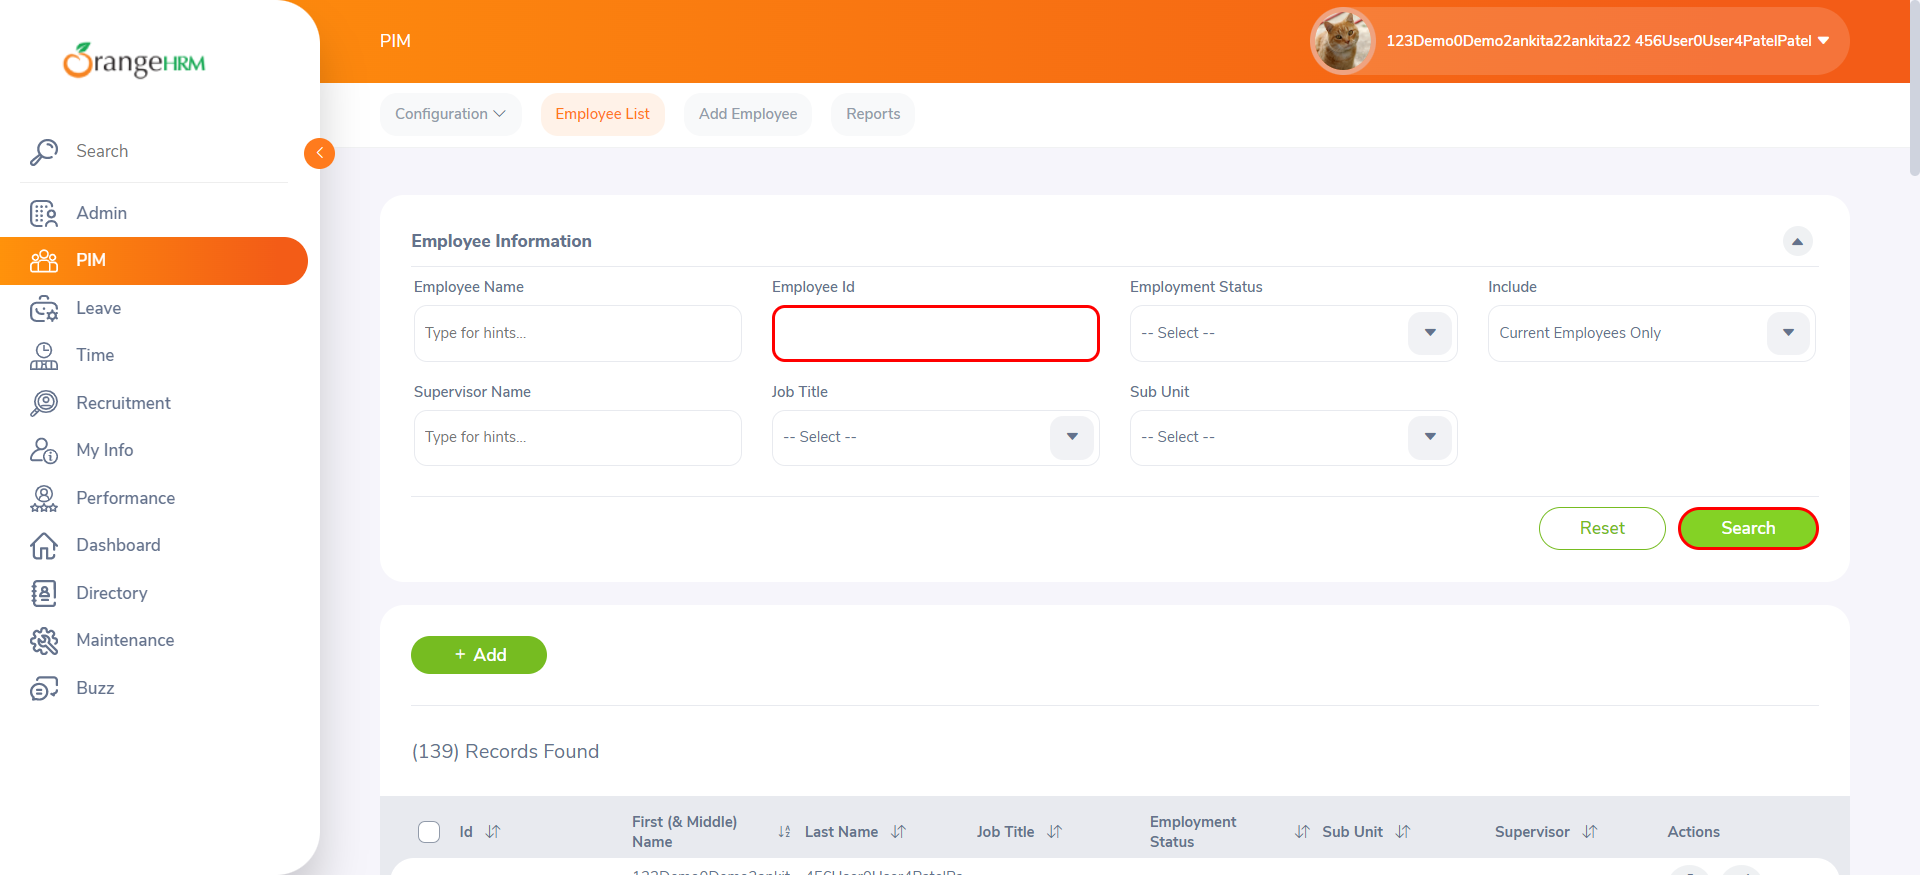 OrangeHRM
PIM
123Demo0Demo2ankita22ankita22 456User0User4PatelPatel
Configuration
Employee List
Add Employee
Reports
Search
Admin
PIM
Leave
Time
Recruitment
My Info
Performance
Dashboard
Directory
Maintenance
Buzz
Employee Information
Employee Name
Employee Id
Employment Status
Include
Type for hints...
-- Select --
Current Employees Only
Supervisor Name
Job Title
Sub Unit
Type for hints...
-- Select --
-- Select --
Reset
Search
+ Add
(139) Records Found
Id
First (& Middle)
Name
Last Name
Job Title
Employment
Status
Sub Unit
Supervisor
Actions